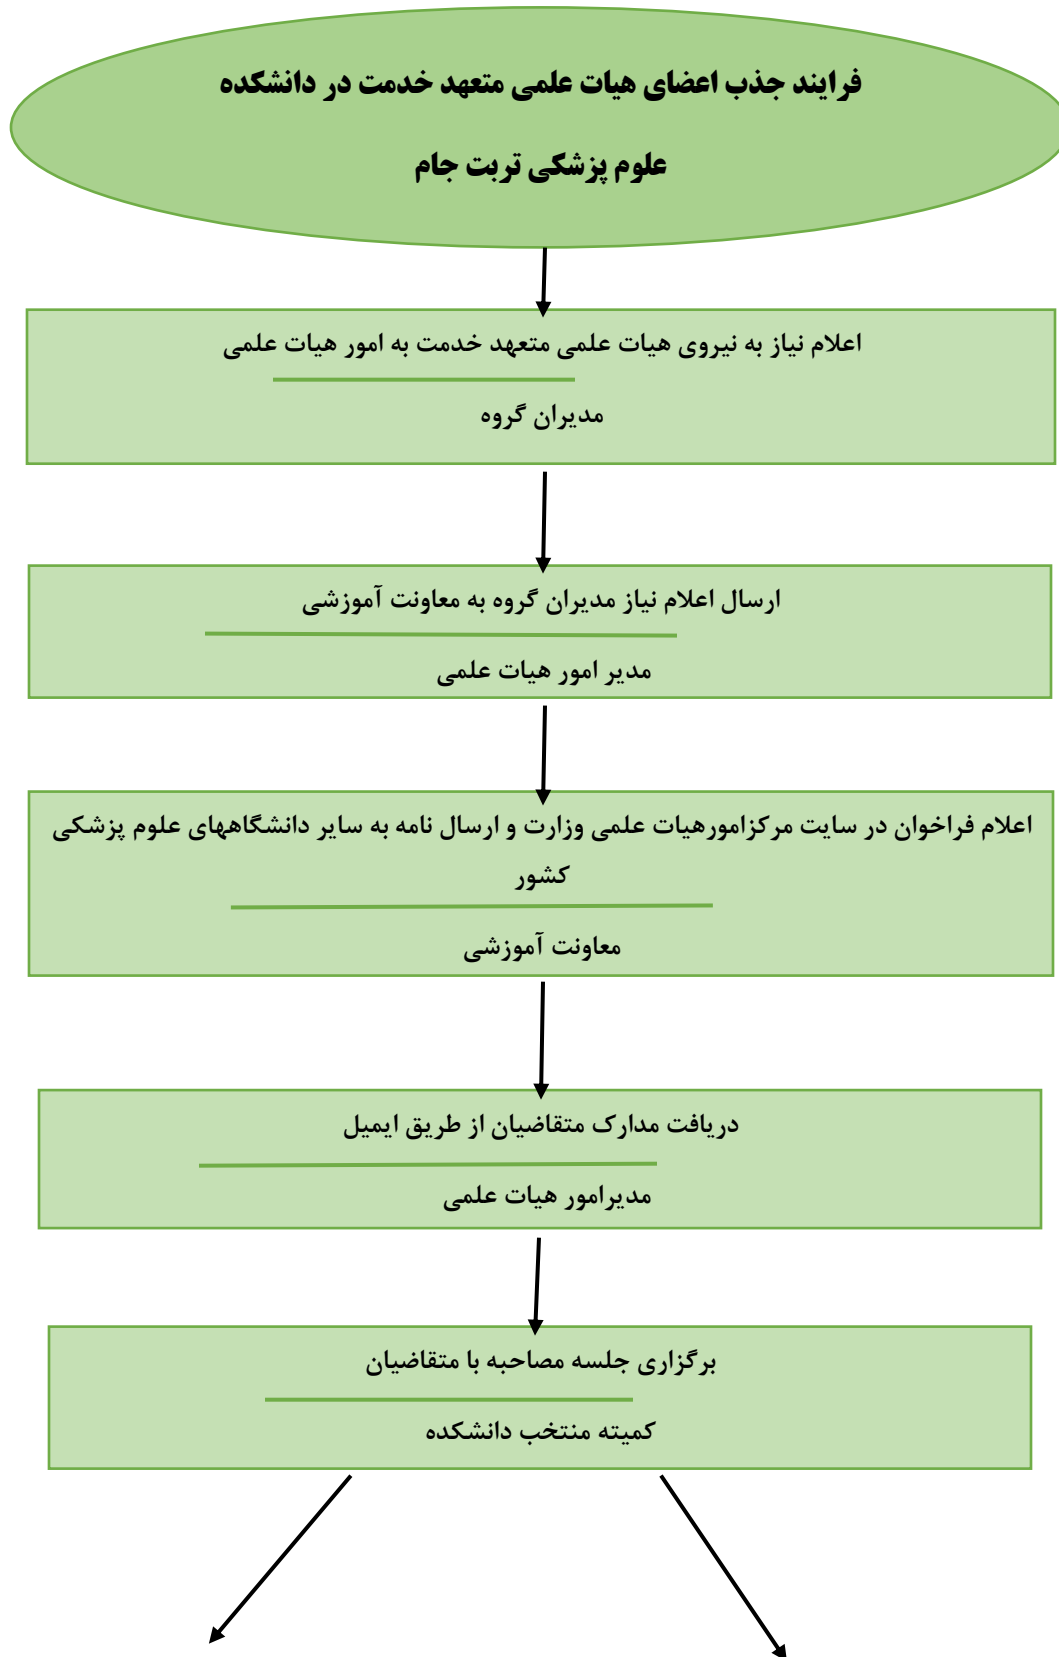 فرایند جذب اعضای هیات علمی متعهد خدمت در دانشکده
علوم پزشکی تربت جام
اعلام نیاز به نیروی هیات علمی متعهد خدمت به امور هیات علمی
مدیران گروه
ارسال اعلام نیاز مدیران گروه به معاونت آموزشی
مدیر امور هیات علمی
اعلام فراخوان در سایت مرکزامورهیات علمی وزارت و ارسال نامه به سایر دانشگاههای علوم پزشکی
کشور
معاونت آموزشی
دریافت مدارک متقاضیان از طریق ایمیل
مدیرامور هیات علمی
برگزاری جلسه مصاحبه با متقاضیان
کمیته منتخب دانشکده